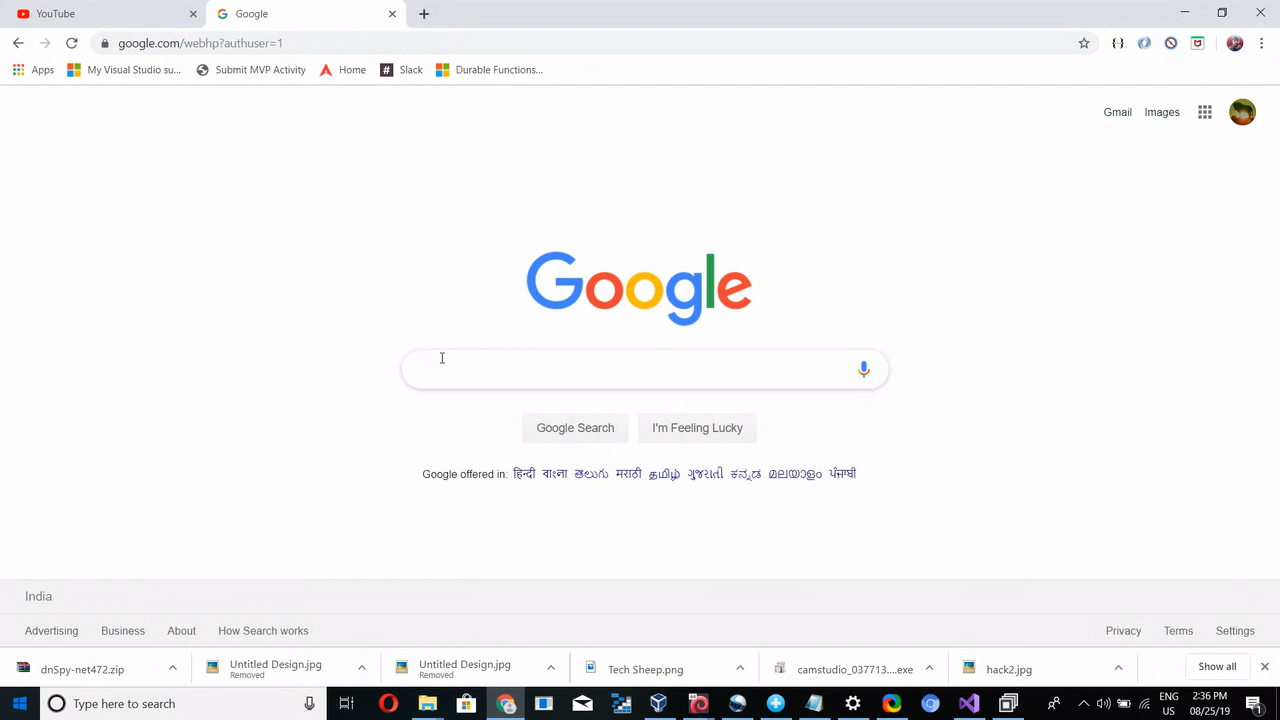 YouTube
Google
google.com/webhp?authuser=1
Apps
My Visual Studio su...
Submit MVP Activity
Home
Slack
Durable Functions...
Gmail
Images
Google
Google Search
I'm Feeling Lucky
Google offered in: हिन्दी বাংলা తెలుగు मराठी தமிழ் ગુજરાતી ಕನ್ನಡ മലയാളം ਪੰਜਾਬੀ
India
Advertising
Business
About
How Search works
Privacy
Terms
Settings
dnSpy-net472.zip
Untitled Design.jpg
Removed
Untitled Design.jpg
Removed
Tech Sheep.png
camstudio_037713....exe
hack2.jpg
Show all
Type here to search
ENG
US
2:36 PM
08/25/19
1